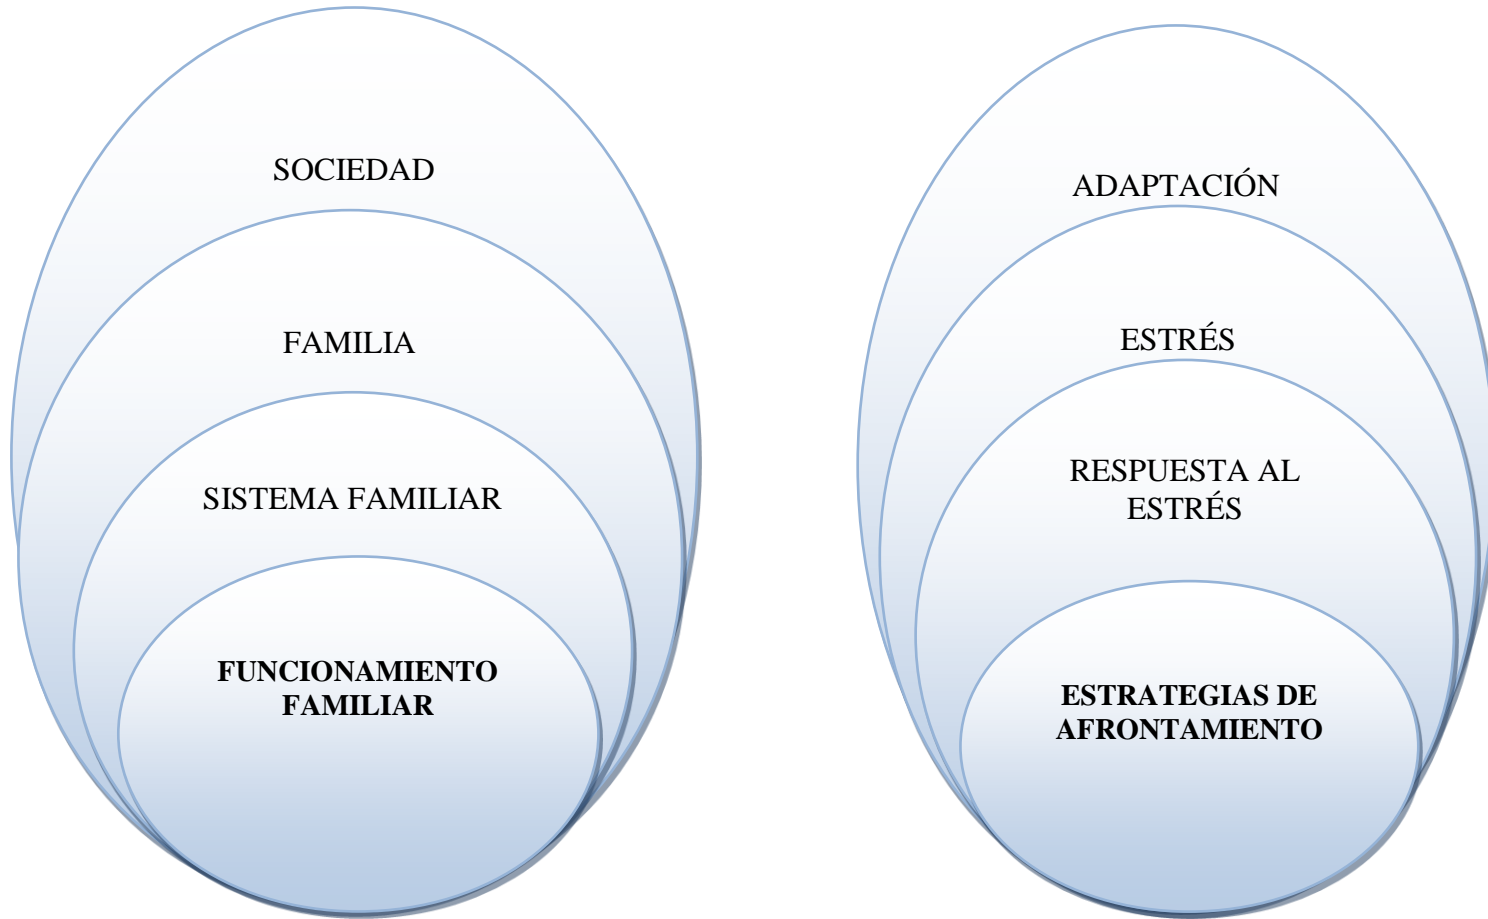 SOCIEDAD
FAMILIA
SISTEMA FAMILIAR
FUNCIONAMIENTO
FAMILIAR
ADAPTACIÓN
ESTRÉS
RESPUESTA AL
ESTRÉS
ESTRATEGIAS DE
AFRONTAMIENTO